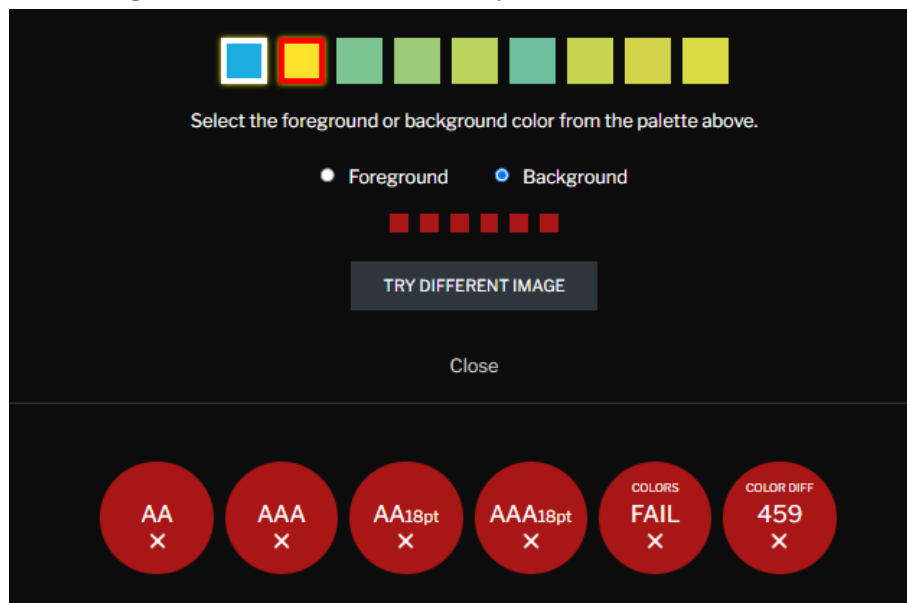 Select the foreground or background color from the palette above.
Foreground Background
TRY DIFFERENT IMAGE
Close
AA
AAA
AA18pt
AAA18pt
COLORS
FAIL
COLOR DIFF
459